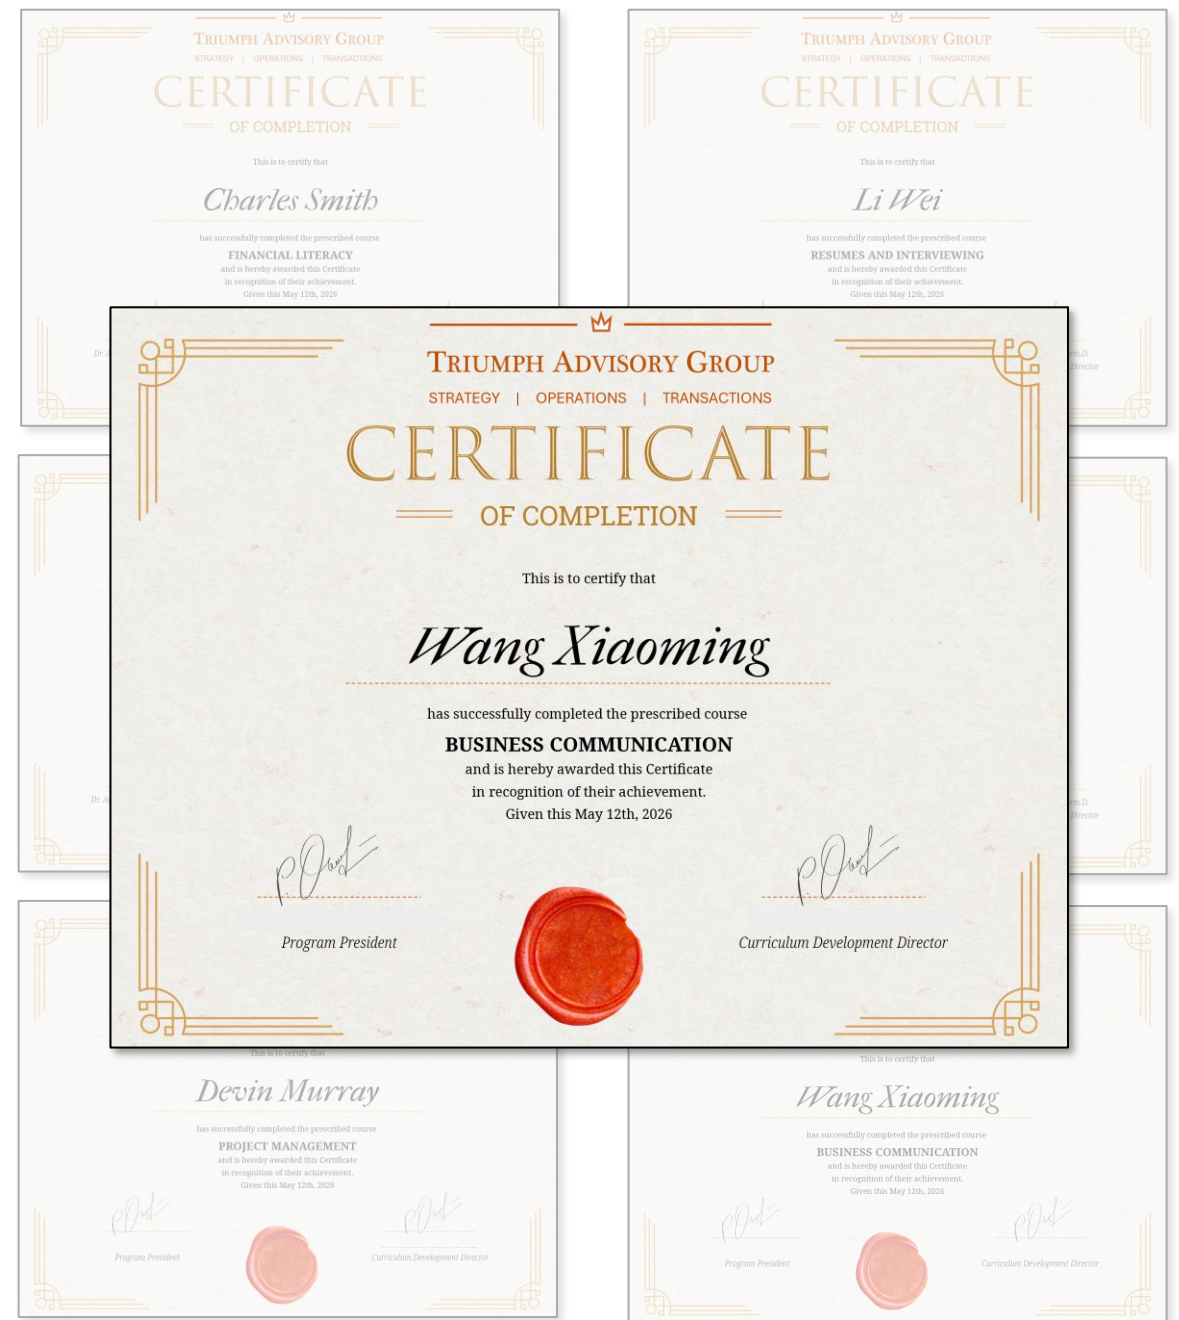 TRIUMPH ADVISORY GROUP
STRATEGY | OPERATIONS | TRANSACTIONS
CERTIFICATE
OF COMPLETION
This is to certify that
Charles Smith
has successfully completed the prescribed course
FINANCIAL LITERACY
and is hereby awarded this Certificate
in recognition of their achievement.
Given this May 12th, 2026
Dr.
TRIUMPH ADVISORY GROUP
STRATEGY | OPERATIONS | TRANSACTIONS
CERTIFICATE
OF COMPLETION
This is to certify that
Li Wei
has successfully completed the prescribed course
RESUMES AND INTERVIEWING
and is hereby awarded this Certificate
in recognition of their achievement.
Given this May 12th, 2026
Director
TRIUMPH ADVISORY GROUP
STRATEGY | OPERATIONS | TRANSACTIONS
CERTIFICATE
OF COMPLETION
This is to certify that
Wang Xiaoming
has successfully completed the prescribed course
BUSINESS COMMUNICATION
and is hereby awarded this Certificate
in recognition of their achievement.
Given this May 12th, 2026
Program President
Curriculum Development Director
Dr.
Director
This is to certify that
Devin Murray
has successfully completed the prescribed course
PROJECT MANAGEMENT
and is hereby awarded this Certificate
in recognition of their achievement.
Given this May 12th, 2026
Program President
Curriculum Development Director
This is to certify that
Wang Xiaoming
has successfully completed the prescribed course
BUSINESS COMMUNICATION
and is hereby awarded this Certificate
in recognition of their achievement.
Given this May 12th, 2026
Program President
Curriculum Development Director